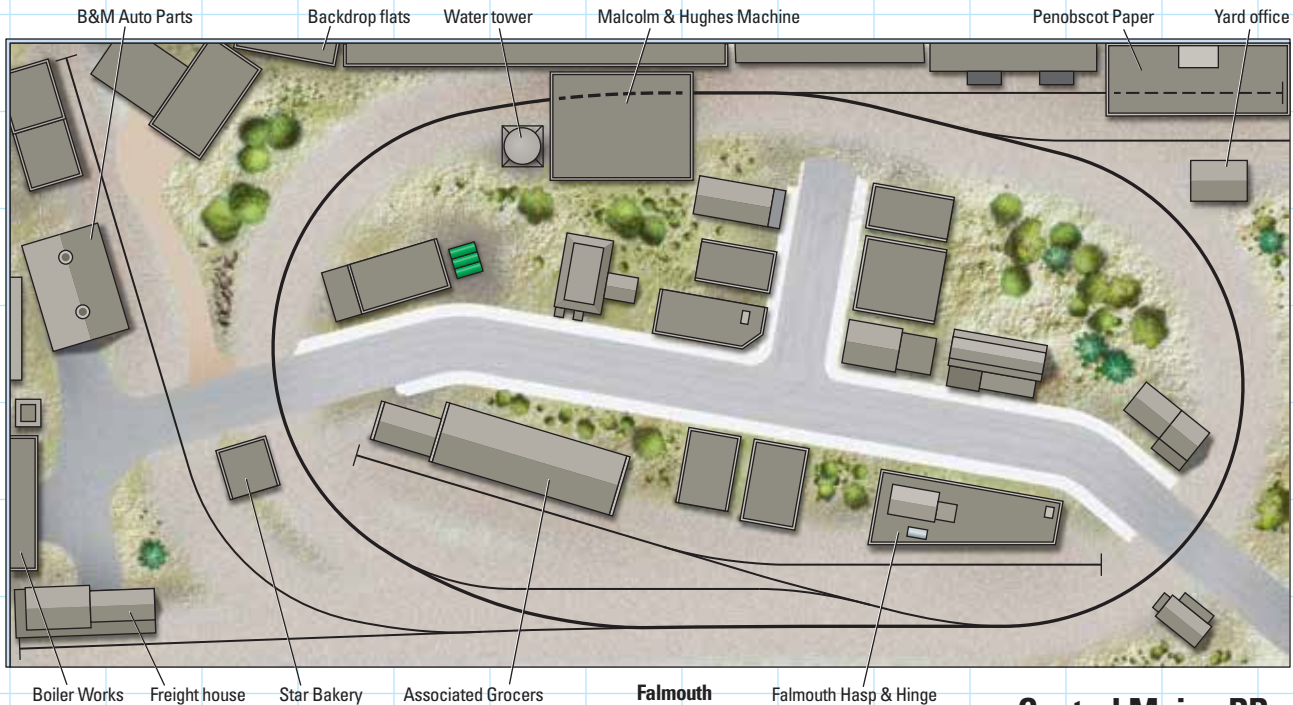 B&M Auto Parts
Backdrop flats
Water tower
Malcolm & Hughes Machine
Penobscot Paper
Yard office
Boiler Works
Freight house
Star Bakery
Associated Grocers
Falmouth
Falmouth Hasp & Hinge